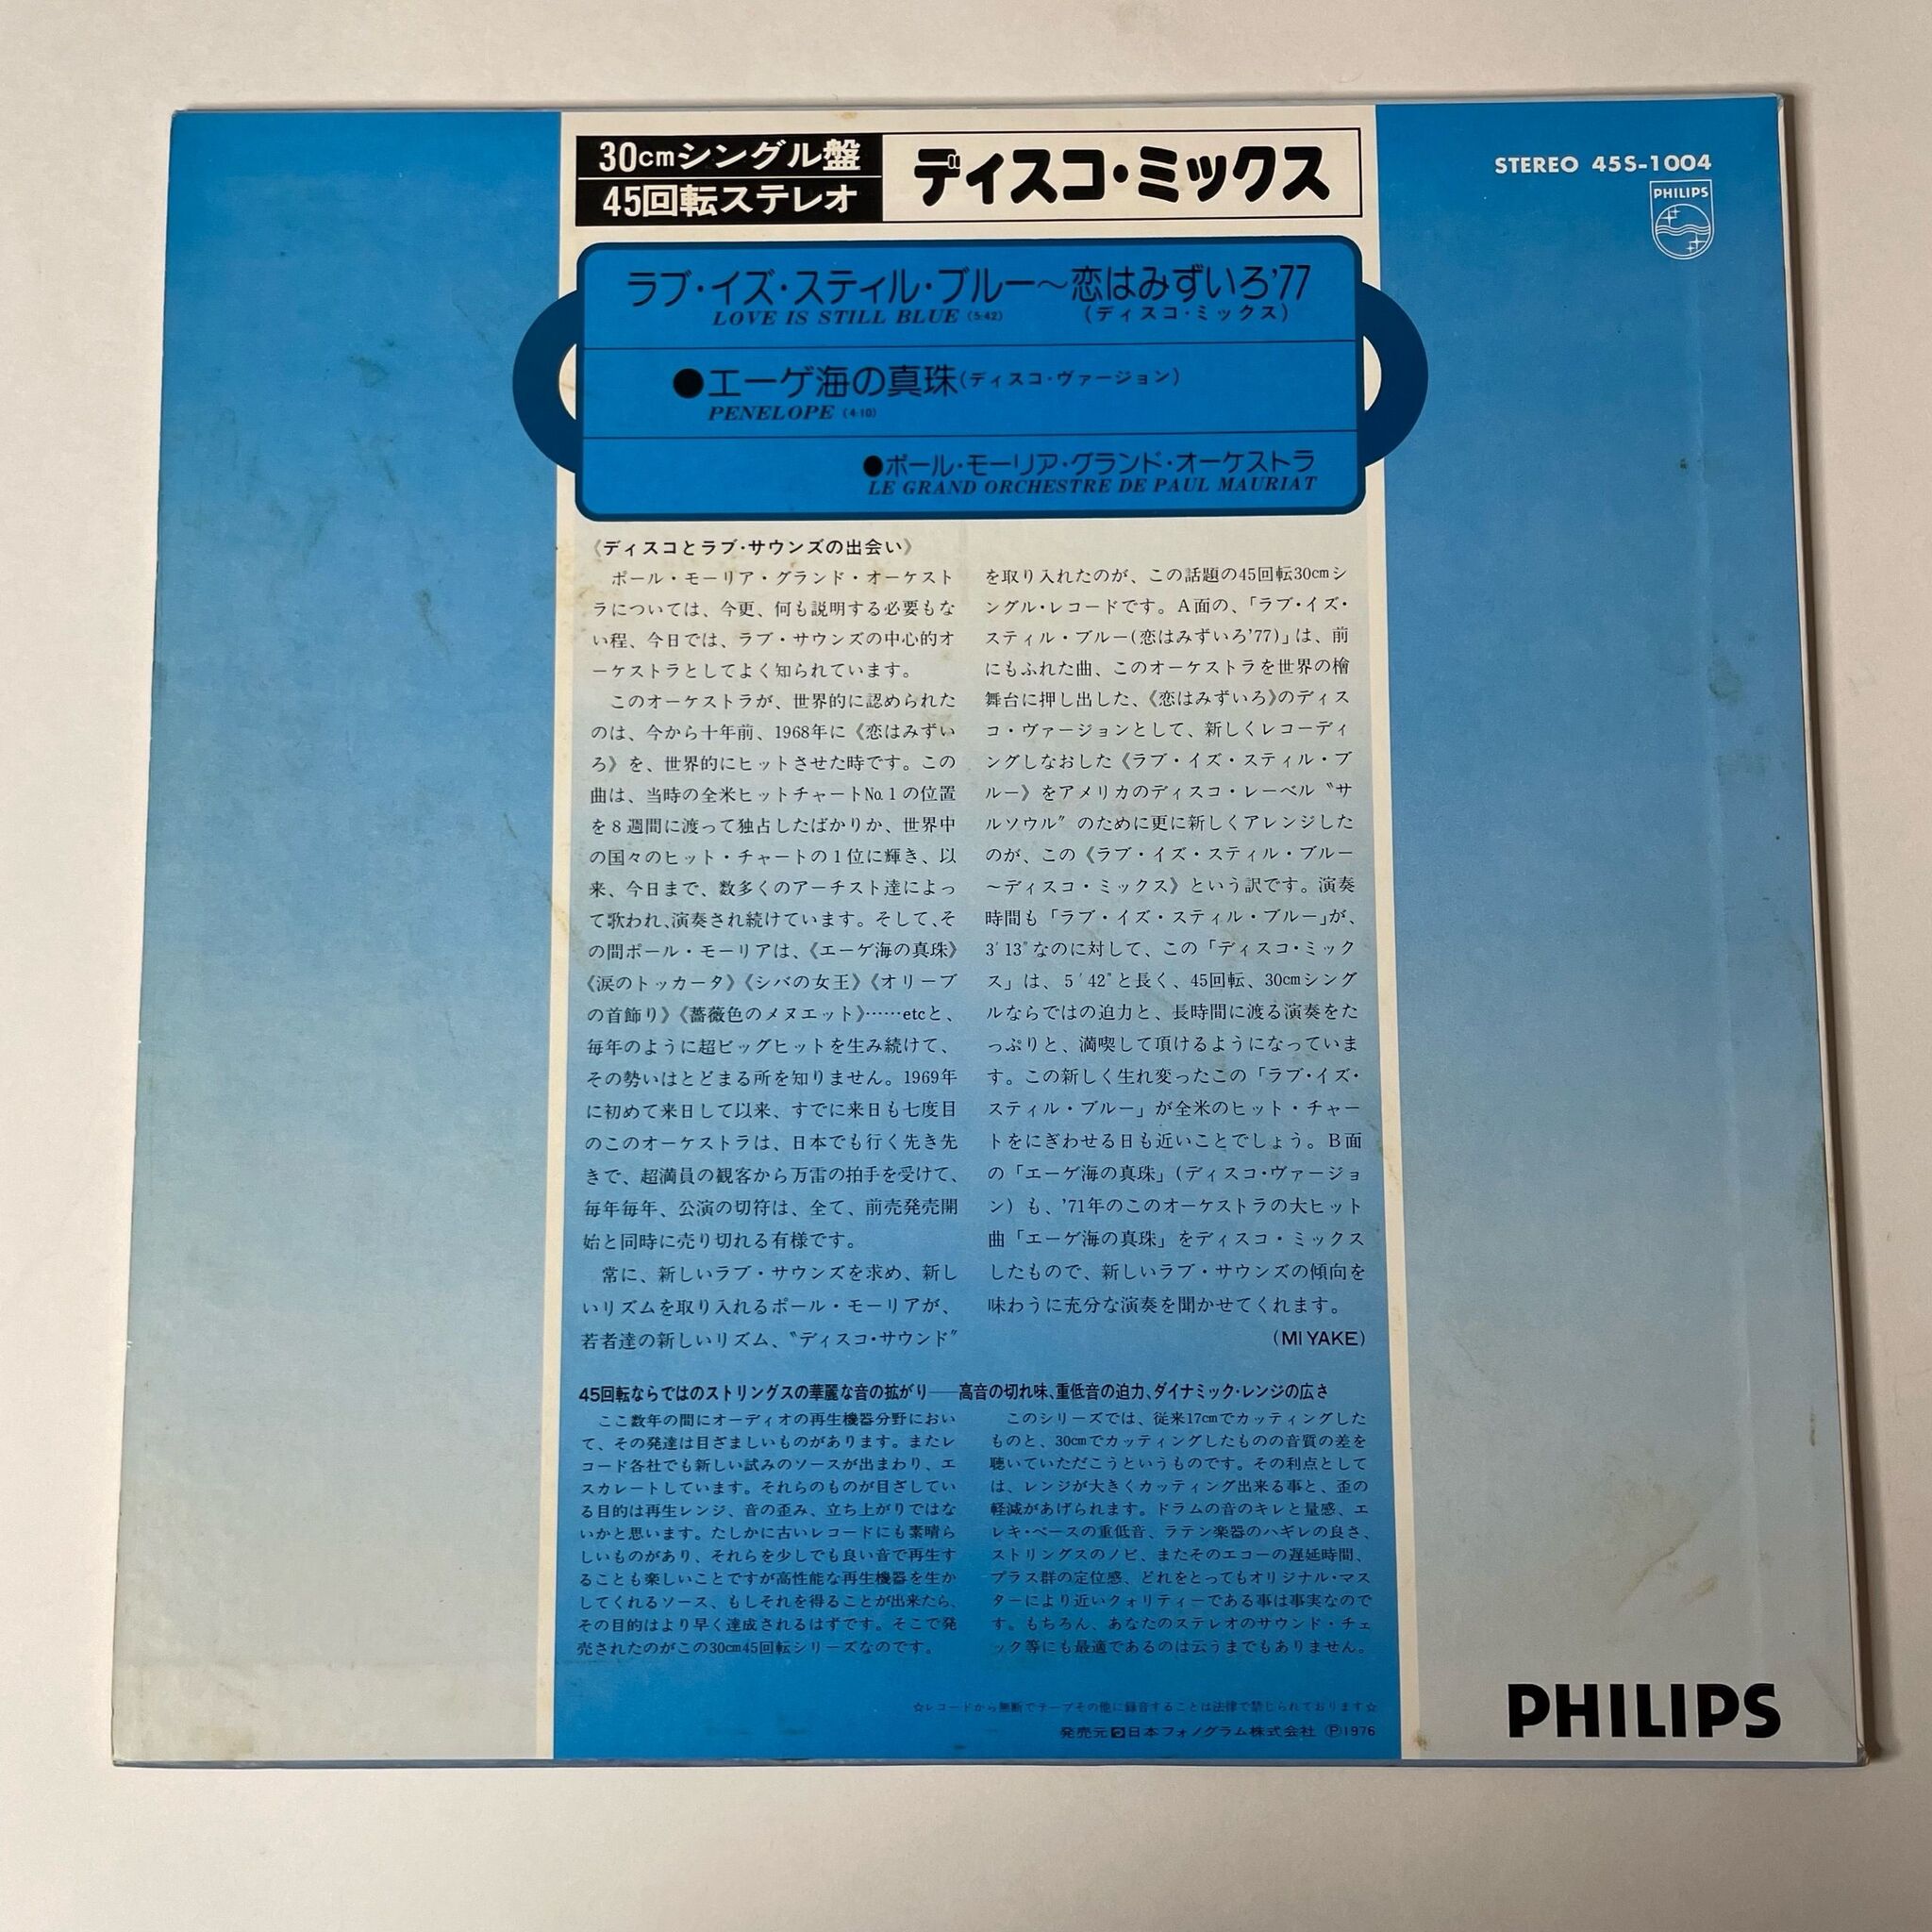 30cmシングル盤
45回転ステレオ
ディスコ・ミックス
STEREO 45S-1004
PHILIPS
ラブ・イズ・スティル・ブルー～恋はみずいろ'77
LOVE IS STILL BLUE (5:42)
(ディスコ・ミックス)
●エーゲ海の真珠(ディスコ・ヴァージョン)
PENELOPE (4:10)
●ポール・モーリア・グランド・オーケストラ
LE GRAND ORCHESTRE DE PAUL MAURIAT
《ディスコとラブ・サウンズの出会い》
ポール・モーリア・グランド・オーケスト
ラについては、今更、何も説明する必要もな
い程、今日では、ラブ・サウンズの中心的オ
ーケストラとしてよく知られています。
このオーケストラが、世界的に認められた
のは、今から十年前、1968年に《恋はみずい
ろ》を、世界的にヒットさせた時です。この
曲は、当時の全米ヒットチャートNo.1の位置
を8週間に渡って独占したばかりか、世界中
の国々のヒット・チャートの1位に輝き、以
来、今日まで、数多くのアーチスト達によっ
て歌われ、演奏され続けています。そして、そ
の間ポール・モーリアは、《エーゲ海の真珠》
《涙のトッカータ》《シバの女王》《オリーブ
の首飾り》《薔薇色のメヌエット》……etcと、
毎年のように超ビッグヒットを生み続けて、
その勢いはとどまる所を知りません。1969年
に初めて来日して以来、すでに来日も七度目
のこのオーケストラは、日本でも行く先き先
きで、超満員の観客から万雷の拍手を受けて、
毎年毎年、公演の切符は、全て、前売発売開
始と同時に売り切れる有様です。
常に、新しいラブ・サウンズを求め、新し
いリズムを取り入れるポール・モーリアが、
若者達の新しいリズム、〝ディスコ・サウンド〟
を取り入れたのが、この話題の45回転30cmシ
ングル・レコードです。A面の、「ラブ・イズ・
スティル・ブルー(恋はみずいろ'77)」は、前
にもふれた曲、このオーケストラを世界の檜
舞台に押し出した、《恋はみずいろ》のディス
コ・ヴァージョンとして、新しくレコーディ
ングしなおした《ラブ・イズ・スティル・ブ
ルー》をアメリカのディスコ・レーベル〝サ
ルソウル〟のために更に新しくアレンジした
のが、この《ラブ・イズ・スティル・ブルー
～ディスコ・ミックス》という訳です。演奏
時間も「ラブ・イズ・スティル・ブルー」が、
3′13″なのに対して、この「ディスコ・ミック
ス」は、5′42″と長く、45回転、30cmシング
ルならではの迫力と、長時間に渡る演奏をた
っぷりと、満喫して頂けるようになっていま
す。この新しく生れ変ったこの「ラブ・イズ・
スティル・ブルー」が全米のヒット・チャー
トをにぎわせる日も近いことでしょう。B面
の「エーゲ海の真珠」(ディスコ・ヴァージョ
ン)も、'71年のこのオーケストラの大ヒット
曲「エーゲ海の真珠」をディスコ・ミックス
したもので、新しいラブ・サウンズの傾向を
味わうに充分な演奏を聞かせてくれます。
(MIYAKE)
45回転ならではのストリングスの華麗な音の拡がり——高音の切れ味、重低音の迫力、ダイナミック・レンジの広さ
ここ数年の間にオーディオの再生機器分野におい
て、その発達は目ざましいものがあります。またレ
コード各社でも新しい試みのソースが出まわり、エ
スカレートしています。それらのものが目ざしてい
る目的は再生レンジ、音の歪み、立ち上がりではな
いかと思います。たしかに古いレコードにも素晴ら
しいものがあり、それらを少しでも良い音で再生す
ることも楽しいことですが高性能な再生機器を生か
してくれるソース、もしそれを得ることが出来たら、
その目的はより早く達成されるはずです。そこで発
売されたのがこの30cm45回転シリーズなのです。
このシリーズでは、従来17cmでカッティングした
ものと、30cmでカッティングしたものの音質の差を
聴いていただこうというものです。その利点として
は、レンジが大きくカッティング出来る事と、歪の
軽減があげられます。ドラムの音のキレと量感、エ
レキ・ベースの重低音、ラテン楽器のハギレの良さ、
ストリングスのノビ、またそのエコーの遅延時間、
ブラス群の定位感、どれをとってもオリジナル・マス
ターにより近いクォリティーである事は事実なので
す。もちろん、あなたのステレオのサウンド・チェ
ック等にも最適であるのは云うまでもありません。
☆レコードから無断でテープその他に録音することは法律で禁じられております☆
発売元 日本フォノグラム株式会社 Ⓟ1976
PHILIPS